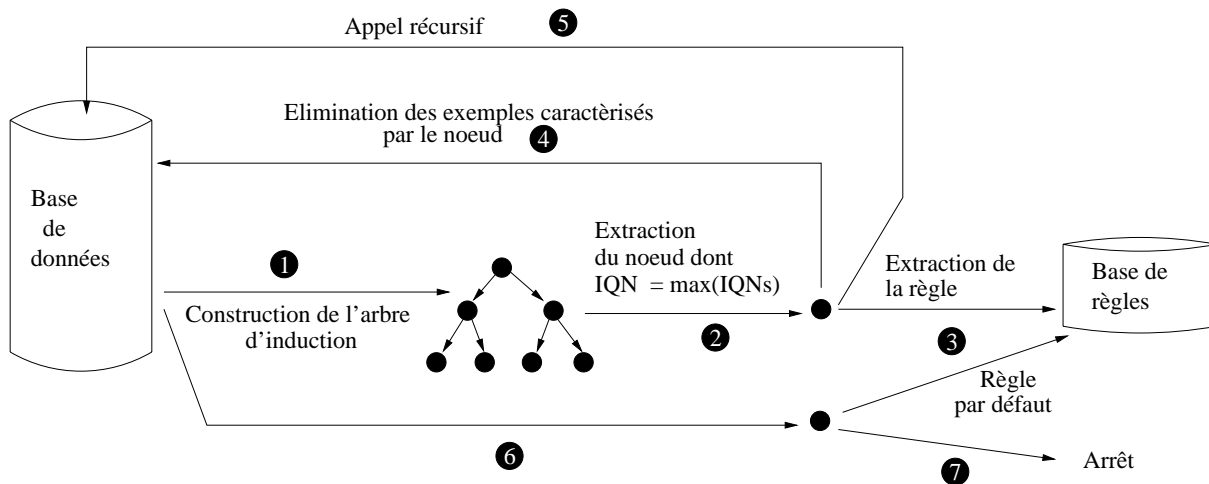 Appel récursif 5
Elimination des exemples caractèrisés
par le noeud 4
Base
de
données
1
Construction de l'arbre
d'induction
Extraction
du noeud dont
IQN = max(IQNs)
2
Extraction de
la règle
3
Base de
règles
Règle
par défaut
6
7
Arrêt